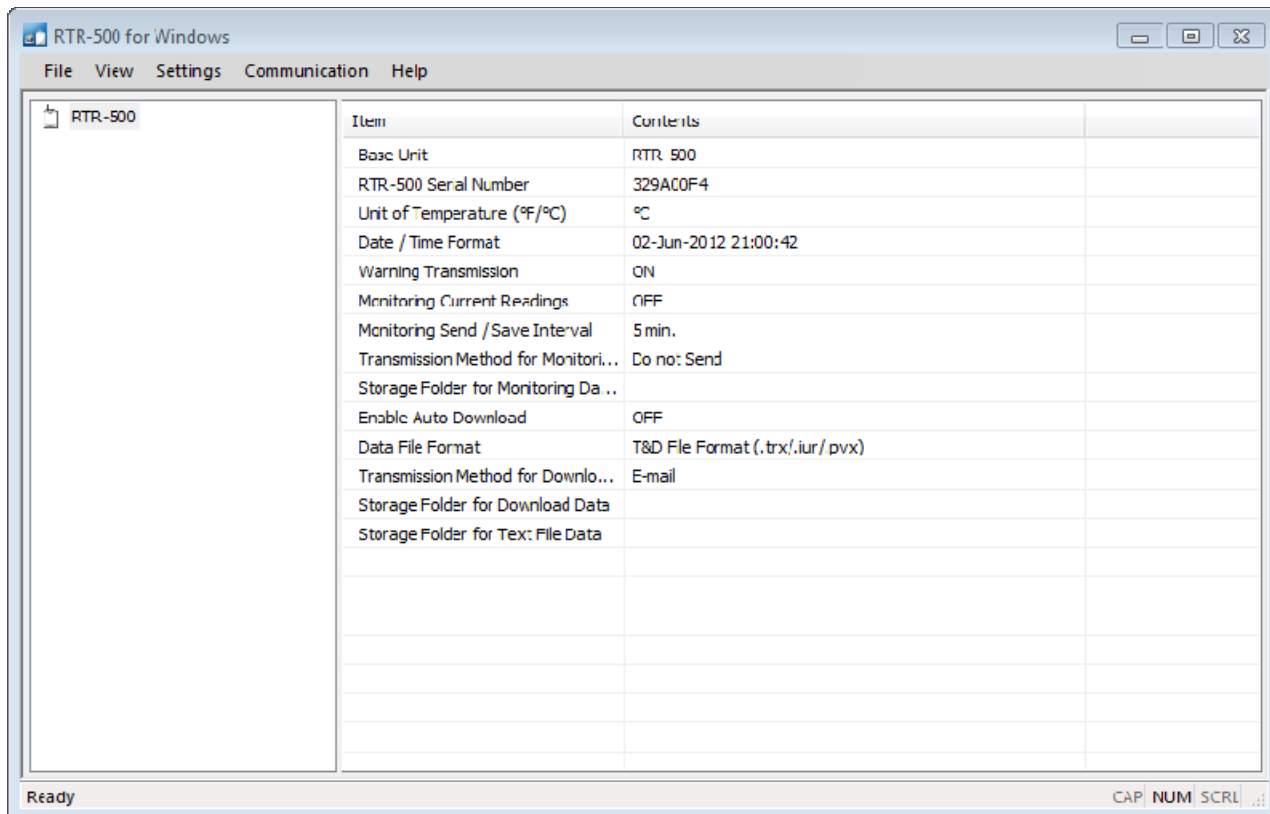 RTR-500 for Windows
File View Settings Communication Help
RTR-500
Item Contents
Base Unit RTR-500
RTR-500 Serial Number 329A00F4
Unit of Temperature (°F/°C) °C
Date / Time Format 02-Jun-2012 21:00:42
Warning Transmission ON
Monitoring Current Readings OFF
Monitoring Send / Save Interval 5 min.
Transmission Method for Monitori... Do not Send
Storage Folder for Monitoring Da...
Enable Auto Download OFF
Data File Format T&D File Format (.trx/.iur/.pvx)
Transmission Method for Downlo... E-mail
Storage Folder for Download Data
Storage Folder for Text File Data
Ready CAP NUM SCRL